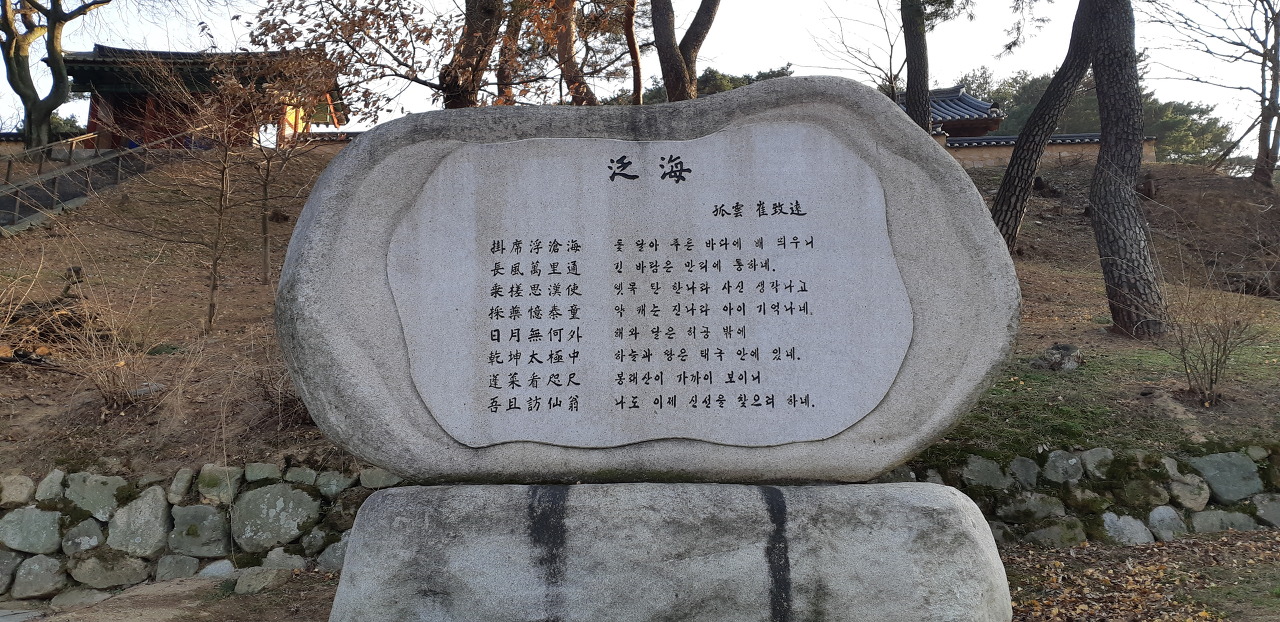 泛海
孤雲 崔致遠
掛席浮滄海 돛 달아 푸른 바다에 배 띄우니
長風萬里通 긴 바람은 만리에 통하네.
乘槎思漢使 뗏목 탄 한나라 사신 생각나고
採藥憶秦童 약 캐는 진나라 아이 기억나네.
日月無何外 해와 달은 허공 밖에
乾坤太極中 하늘과 땅은 태극 안에 있네.
蓬萊看咫尺 봉래산이 가까이 보이니
吾且訪仙翁 나도 이제 신선을 찾으려 하네.